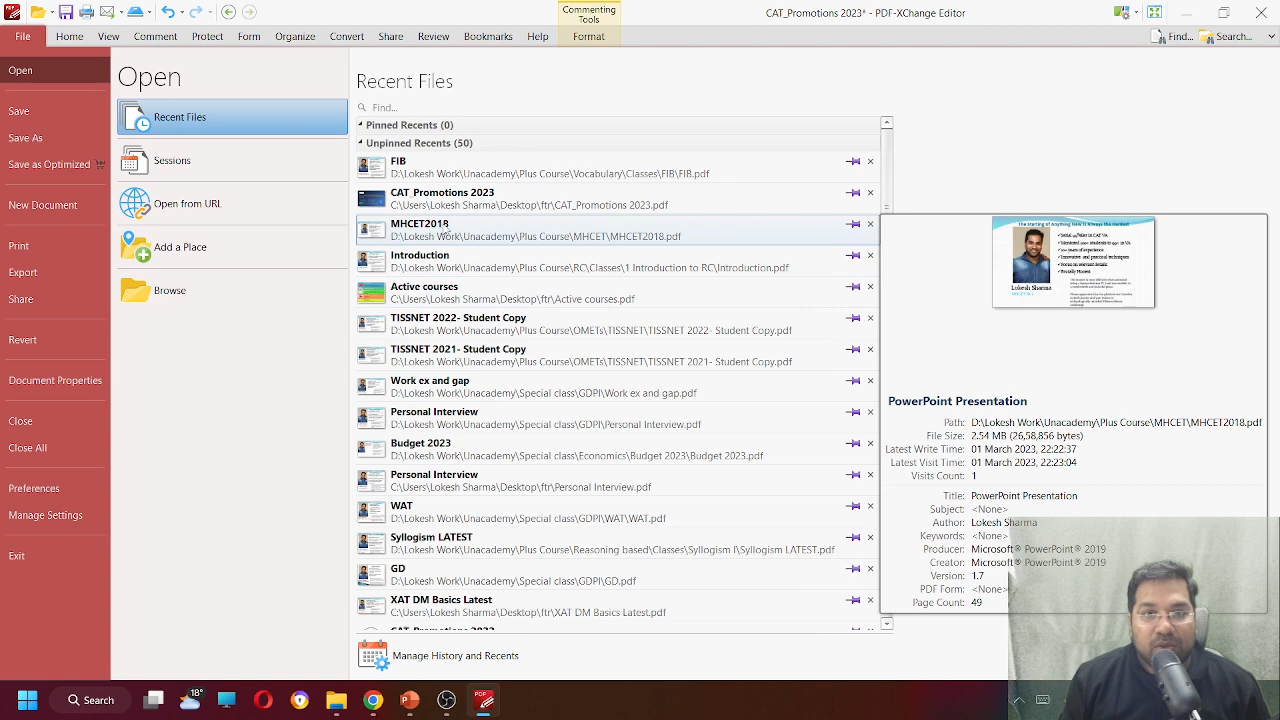 CAT_Promotions 2023* - PDF-XChange Editor
Commenting
Tools
File Home View Bookmarks Comment Protect Form Organize Convert Share Review Bookmarks Help Format
Find... Search...
Open
Save
Save As
Save as Optimized
New Document
Print
Export
Share
Revert
Document Properties
Close
Close All
Preferences
Manage Settings
Exit
Open
Recent Files
Sessions
Open from URL
Add a Place
Browse
Recent Files
Find...
Pinned Recents (0)
Unpinned Recents (50)
FIB
D:\Lokesh Work\Unacademy\Plus Course\Vocabulary\Classes\FIB\FIB.pdf
CAT_Promotions 2023
C:\Users\Lokesh Sharma\Desktop\ftr\CAT_Promotions 2023.pdf
MHCET2018
D:\Lokesh Work\Unacademy\Plus Course\MHCET\MHCET2018.pdf
Introduction
D:\Lokesh Work\Unacademy\Plus Course\RC\Classes\1 Introduction to RC\Introduction.pdf
Active courses
C:\Users\Lokesh Sharma\Desktop\ftr\Active courses.pdf
TISSNET 2022- Student Copy
D:\Lokesh Work\Unacademy\Plus Course\OMETs\TISSNET\TISSNET 2022- Student Copy.pdf
TISSNET 2021- Student Copy
D:\Lokesh Work\Unacademy\Plus Course\OMETs\TISSNET\TISSNET 2021- Student Copy.pdf
Work ex and gap
D:\Lokesh Work\Unacademy\Special class\GDPI\Work ex and gap.pdf
Personal Interview
D:\Lokesh Work\Unacademy\Special class\GDPI\Personal Interview.pdf
Budget 2023
D:\Lokesh Work\Unacademy\Special class\Economics\Budget 2023\Budget 2023.pdf
Personal Interview
C:\Users\Lokesh Sharma\Desktop\Personal Interview.pdf
WAT
D:\Lokesh Work\Unacademy\Special class\GDPI\WAT\WAT.pdf
Syllogism LATEST
D:\Lokesh Work\Unacademy\Plus Course\Reasoning based\Classes\Syllogism I\Syllogism LATEST.pdf
GD
D:\Lokesh Work\Unacademy\Special class\GDPI\GD.pdf
XAT DM Basics Latest
C:\Users\Lokesh Sharma\Desktop\ftr\XAT DM Basics Latest.pdf
CAT_Promotions 2023
Manage History and Recents
The Starting of Anything New is Always the Hardest
Lokesh Sharma
PowerPoint Presentation
Path: D:\Lokesh Work\Unacademy\Plus Course\MHCET\MHCET2018.pdf
File Size: 2.54 MB (26,58,856 bytes)
Latest Write Time: 01 March 2023, 22:22:37
Latest Visit Time: 01 March 2023, 22:23:04
Visits Count: 1
Title: PowerPoint Presentation
Subject: <None>
Author: Lokesh Sharma
Keywords: <None>
Producer: Microsoft® PowerPoint® 2019
Creator: Microsoft® PowerPoint® 2019
Version: 1.7
PDF Form: <None>
Page Count: 49
Search
18°